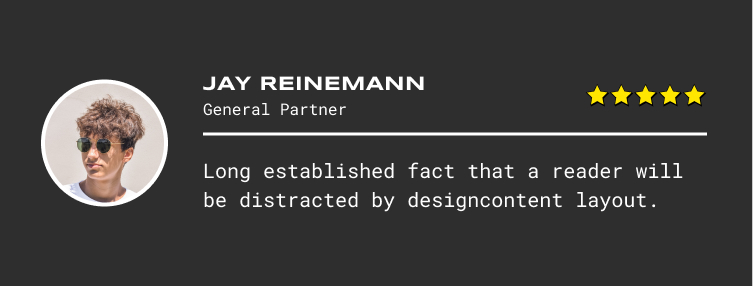 JAY REINEMANN
General Partner
Long established fact that a reader will
be distracted by designcontent layout.